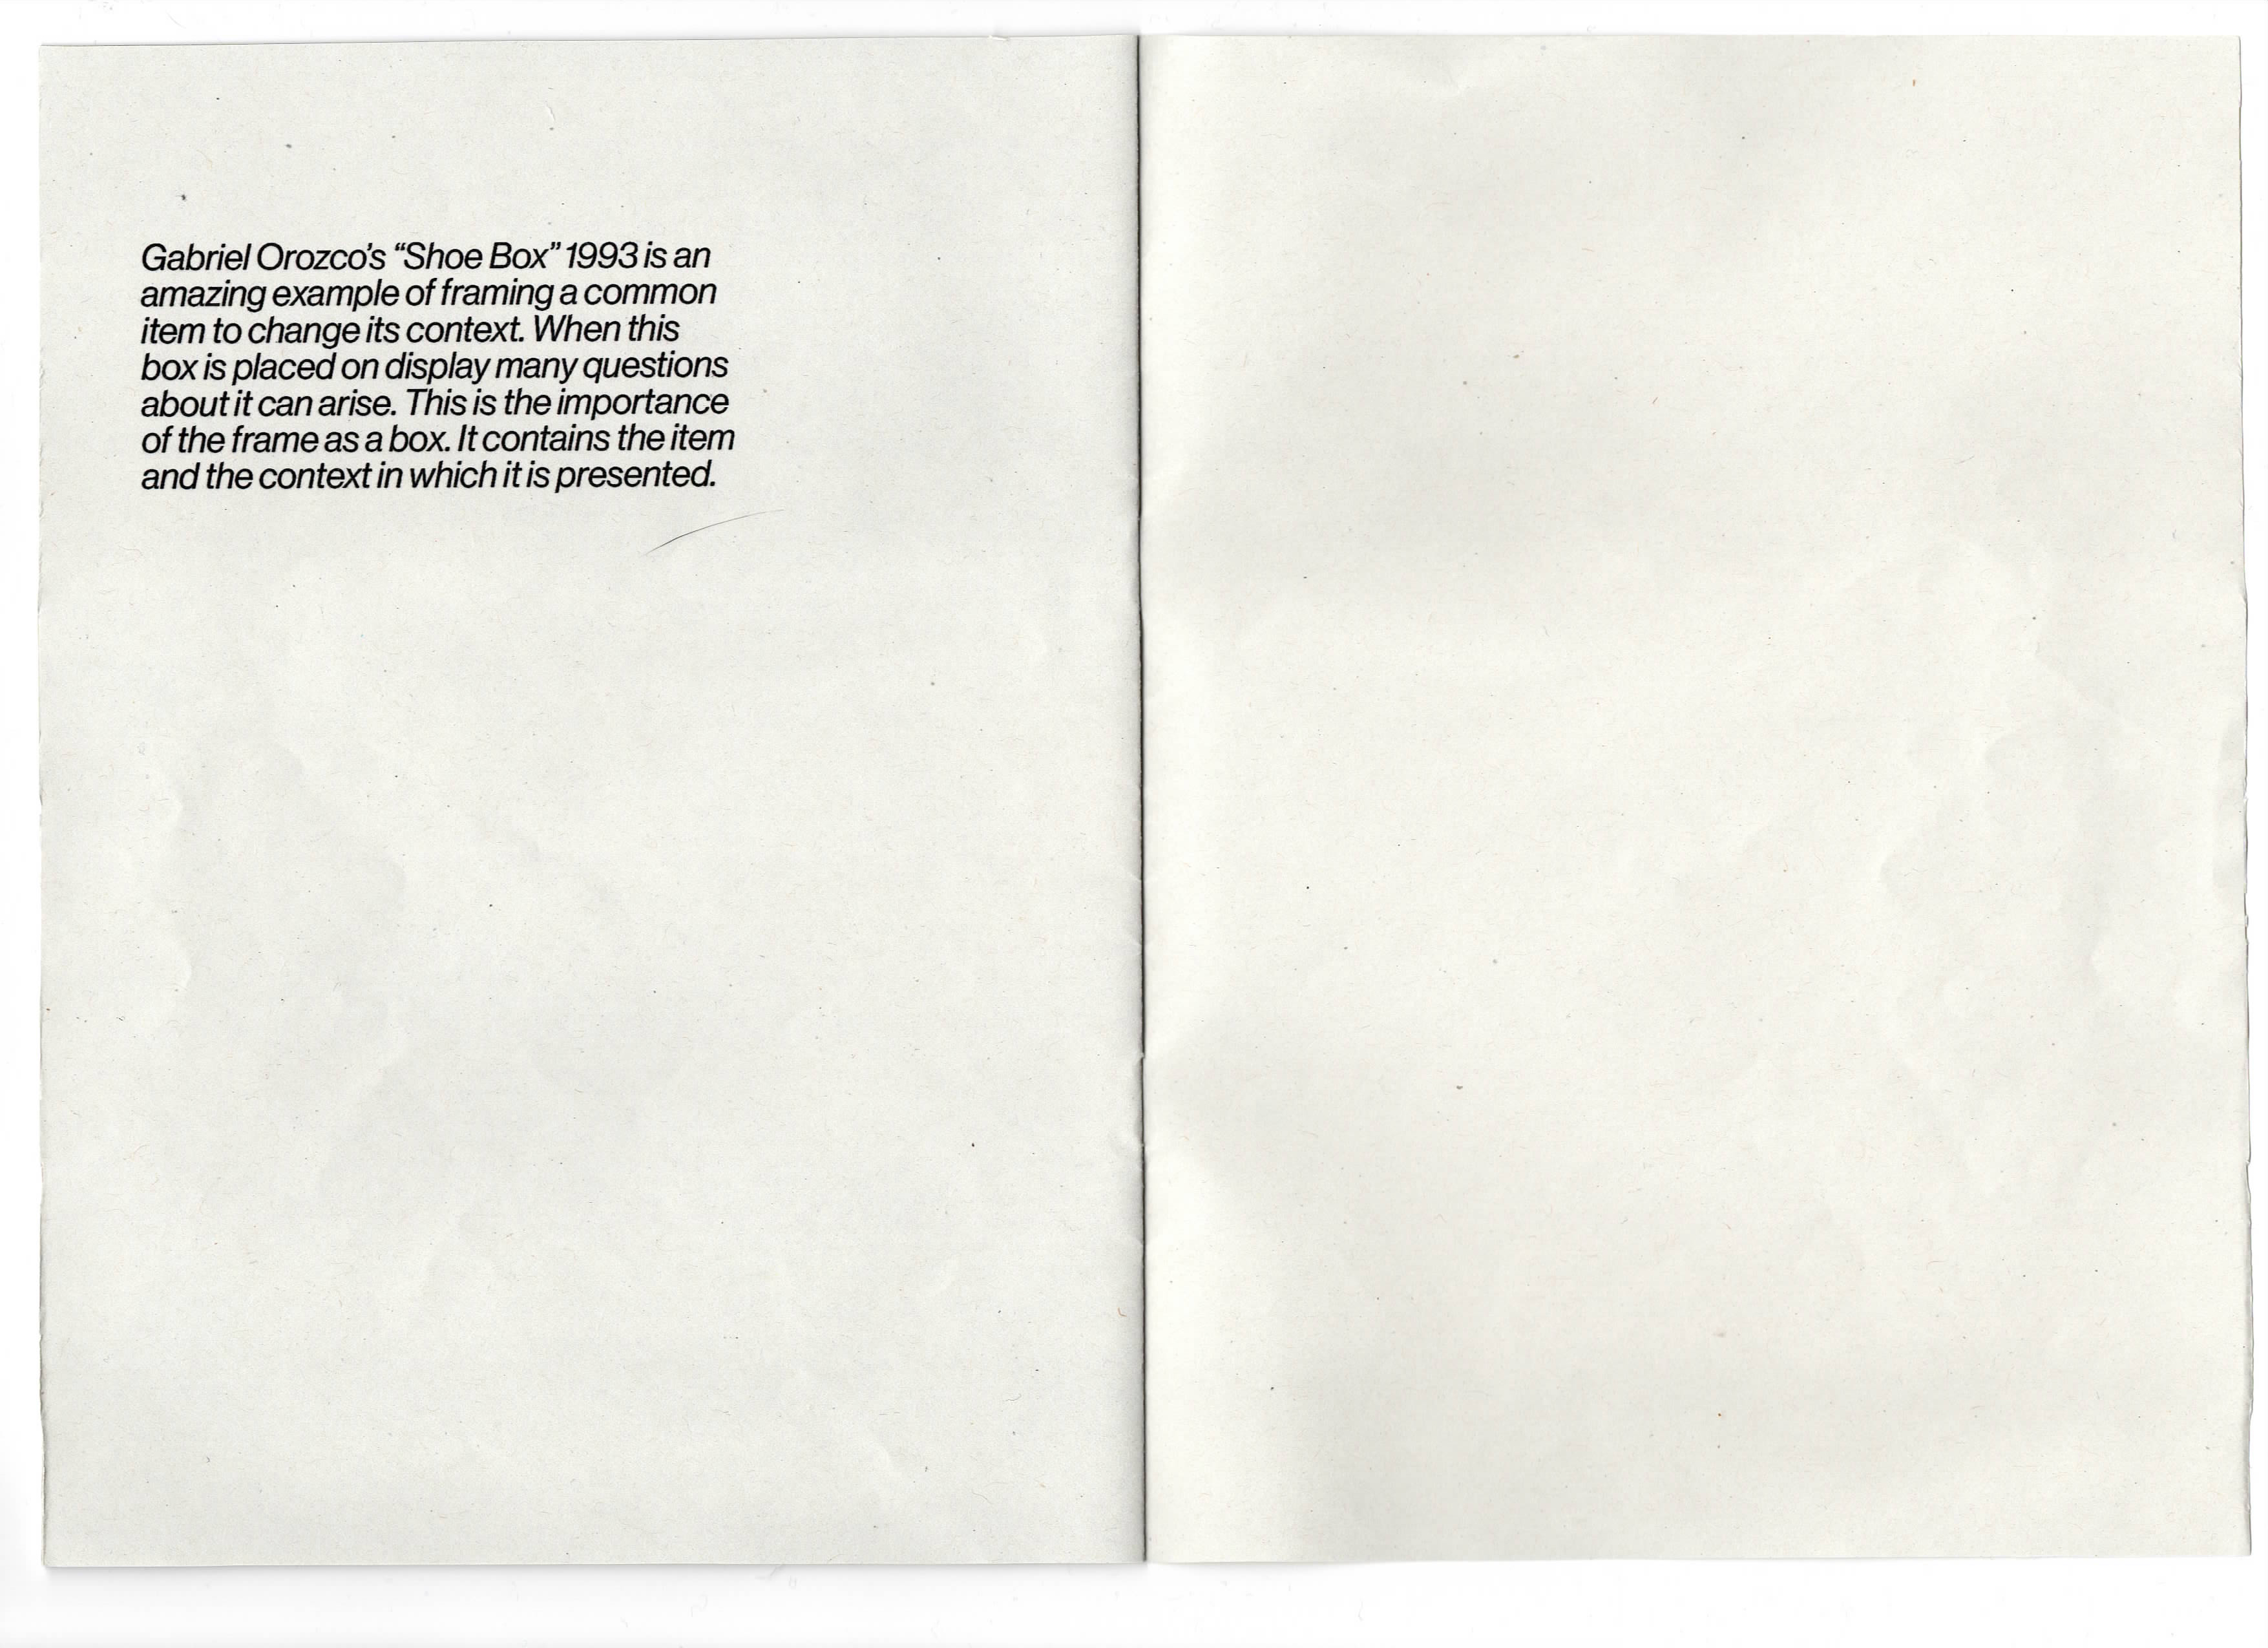 Gabriel Orozco’s “Shoe Box” 1993 is an
amazing example of framing a common
item to change its context. When this
box is placed on display many questions
about it can arise. This is the importance
of the frame as a box. It contains the item
and the context in which it is presented.